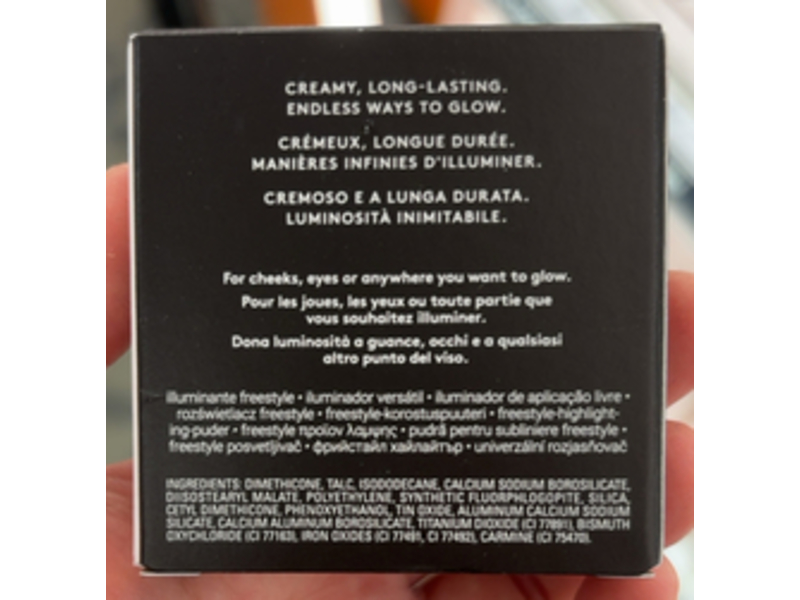 CREAMY, LONG-LASTING.
ENDLESS WAYS TO GLOW.
CRÉMEUX, LONGUE DURÉE.
MANIÈRES INFINIES D'ILLUMINER.
CREMOSO E A LUNGA DURATA.
LUMINOSITÀ INIMITABILE.
For cheeks, eyes or anywhere you want to glow.
Pour les joues, les yeux ou toute partie que
vous souhaitez illuminer.
Dona luminosità a guance, occhi e a qualsiasi
altro punto del viso.
illuminante freestyle • iluminador versátil • iluminador de aplicação livre •
rozświetlacz freestyle • freestyle-korostuspuuteri • freestyle-highlight-
ing-puder • freestyle προϊον λαμψης • pudră pentru subliniere freestyle •
freestyle posvetljivač • фрийстайл хайлайтър • univerzální rozjasňovač
INGREDIENTS: DIMETHICONE, TALC, ISODODECANE, CALCIUM SODIUM BOROSILICATE,
DIISOSTEARYL MALATE, POLYETHYLENE, SYNTHETIC FLUORPHLOGOPITE, SILICA,
CETYL DIMETHICONE, PHENOXYETHANOL, TIN OXIDE, ALUMINUM CALCIUM SODIUM
SILICATE, CALCIUM ALUMINUM BOROSILICATE, TITANIUM DIOXIDE (CI 77891), BISMUTH
OXYCHLORIDE (CI 77163), IRON OXIDES (CI 77491, CI 77492), CARMINE (CI 75470).